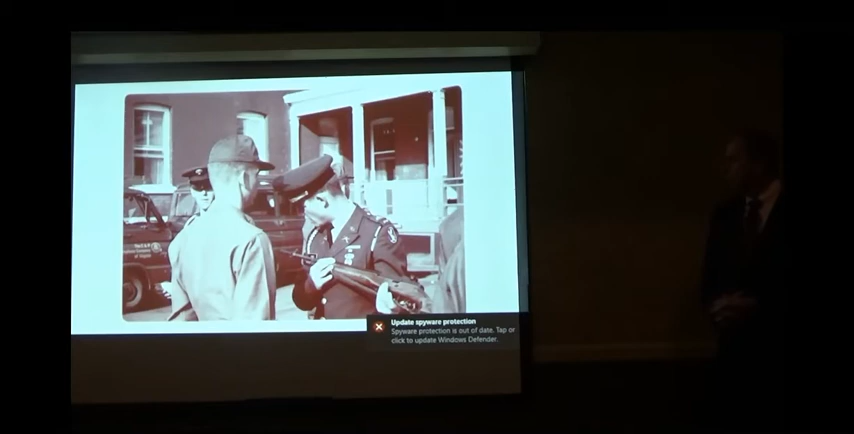 Update spyware protection
Spyware protection is out of date. Tap or
click to update Windows Defender.